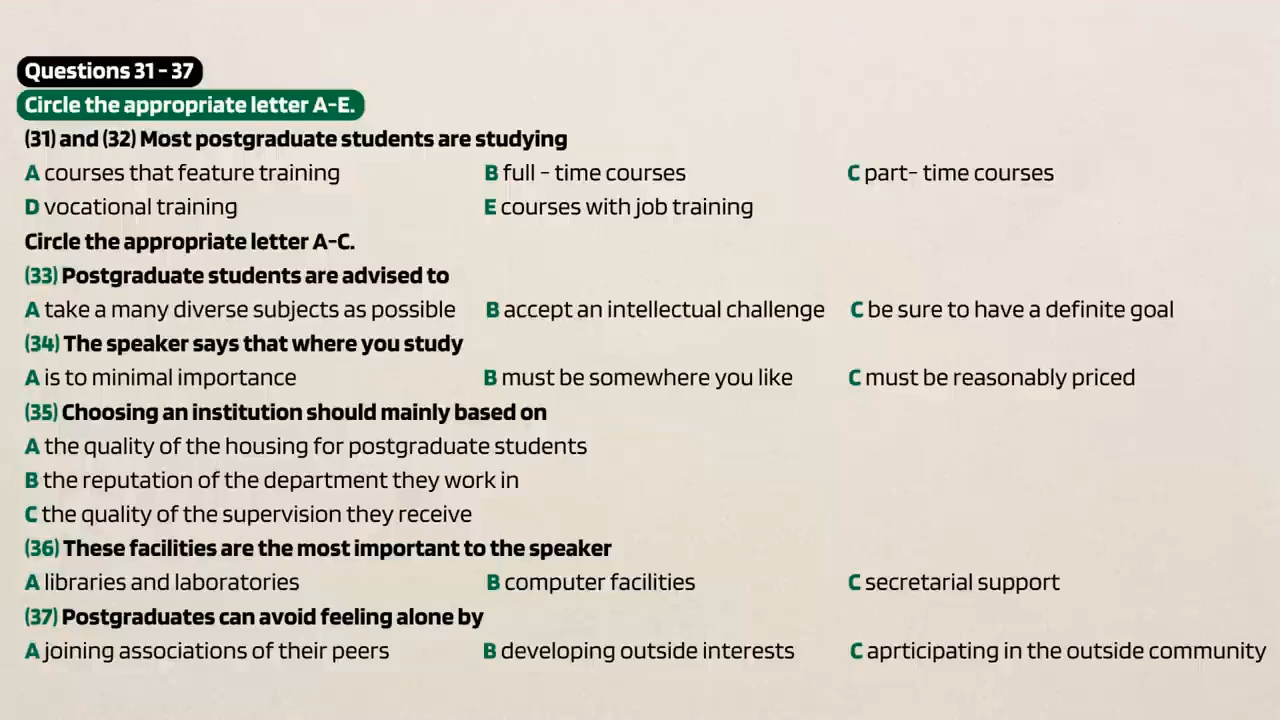 Questions 31 - 37
Circle the appropriate letter A-E.
(31) and (32) Most postgraduate students are studying
A courses that feature training B full - time courses C part- time courses
D vocational training E courses with job training
Circle the appropriate letter A-C.
(33) Postgraduate students are advised to
A take a many diverse subjects as possible B accept an intellectual challenge C be sure to have a definite goal
(34) The speaker says that where you study
A is to minimal importance B must be somewhere you like C must be reasonably priced
(35) Choosing an institution should mainly based on
A the quality of the housing for postgraduate students
B the reputation of the department they work in
C the quality of the supervision they receive
(36) These facilities are the most important to the speaker
A libraries and laboratories B computer facilities C secretarial support
(37) Postgraduates can avoid feeling alone by
A joining associations of their peers B developing outside interests C aprticipating in the outside community